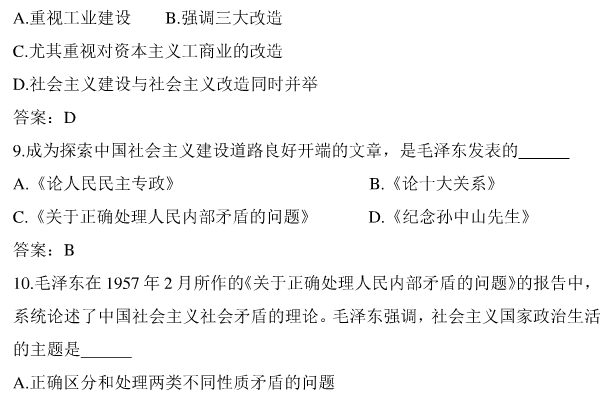 A.重视工业建设 B.强调三大改造
C.尤其重视对资本主义工商业的改造
D.社会主义建设与社会主义改造同时并举
答案：D
9.成为探索中国社会主义建设道路良好开端的文章，是毛泽东发表的______
A.《论人民民主专政》 B.《论十大关系》
C.《关于正确处理人民内部矛盾的问题》 D.《纪念孙中山先生》
答案：B
10.毛泽东在 1957 年 2 月所作的《关于正确处理人民内部矛盾的问题》的报告中，
系统论述了中国社会主义社会矛盾的理论。毛泽东强调，社会主义国家政治生活
的主题是______
A.正确区分和处理两类不同性质矛盾的问题